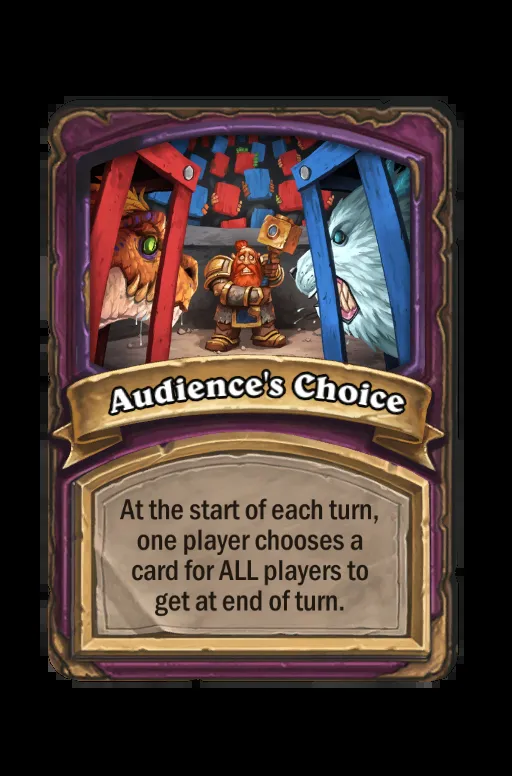 Audience's Choice
At the start of each turn,
one player chooses a
card for ALL players to
get at end of turn.